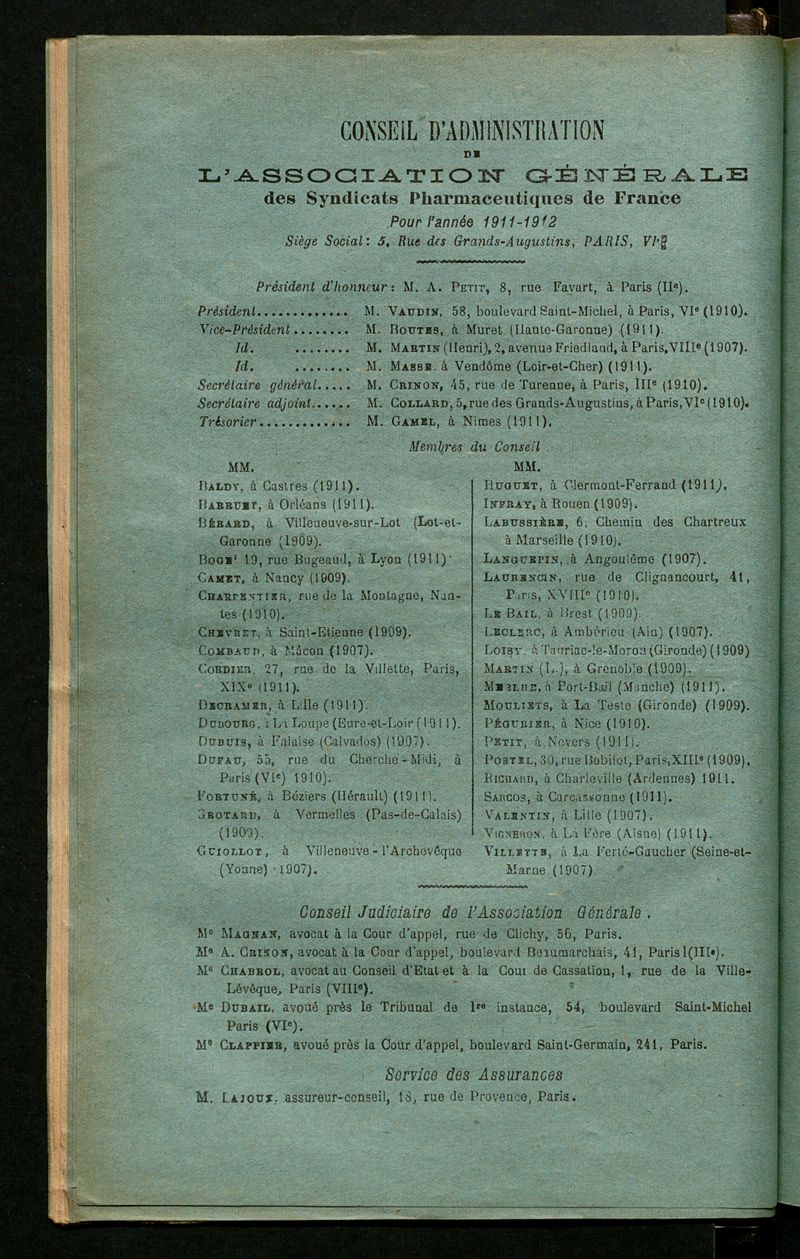 CONSEIL D'ADMINISTRATION
DE
L'ASSOCIATION GÉNÉRALE
des Syndicats Pharmaceutiques de France
Pour l'année 1911-1912
Siège Social : 5, Rue des Grands-Augustins, PARIS, VIe
Président d'honneur : M. A. PETIT, 8, rue Favart, à Paris (IIe).
Président............. M. VAUDIN, 58, boulevard Saint-Michel, à Paris, VIe (1910).
Vice-Président........ M. BOUTES, à Muret (Haute-Garonne) (1911).
Id. ........ M. MARTIN (Henri), 2, avenue Friedland, à Paris, VIIIe (1907).
Id. ........ M. MASSE, à Vendôme (Loir-et-Cher) (1911).
Secrétaire général..... M. CRINON, 45, rue de Turenne, à Paris, IIIe (1910).
Secrétaire adjoint...... M. COLLARD, 5, rue des Grands-Augustins, à Paris, VIe (1910).
Trésorier............. M. GAMEL, à Nimes (1911).
Membres du Conseil
MM.
BALDY, à Castres (1911).
BARRUET, à Orléans (1911).
BÉRARD, à Villeneuve-sur-Lot (Lot-et-
Garonne (1909).
BOGE' 19, rue Bugeaud, à Lyon (1911)·
CAMET, à Nancy (1909).
CHARPENTIER, rue de la Montagne, Nan-
tes (1910).
CHEVRET, à Saint-Etienne (1909).
COMBAUD, à Mâcon (1907).
CORDIER, 27, rue de la Villette, Paris,
XIXe (1911).
DECRAMER, à Lille (1911).
DUBOURG, à La Loupe (Eure-et-Loir (1911).
DUBUIS, à Falaise (Calvados) (1907).
DUFAU, 55, rue du Cherche-Midi, à
Paris (VIe) 1910).
FORTUNÉ, à Béziers (Hérault) (1911).
GROTARD, à Vermelles (Pas-de-Calais)
(1909).
GUIOLLOT, à Villeneuve-l'Archevêque
(Yonne) · 1907).
MM.
HUGUET, à Clermont-Ferrand (1911).
INFRAY, à Rouen (1909).
LABUSSIÈRE, 6, Chemin des Chartreux
à Marseille (1910).
LANGUEPIN, à Angoulême (1907).
LAURENCIN, rue de Clignancourt, 41,
Paris, XVIIIe (1910).
LE BAIL, à Brest (1909).
LECLERC, à Ambérieu (Ain) (1907).
LOISY, à Tauriac-le-Moron (Gironde) (1909)
MARTIN (L.), à Grenoble (1909).
MESLIE, à Port-Bail (Manche) (1911).
MOULIETS, à La Teste (Gironde) (1909).
PÉGURIER, à Nice (1910).
PETIT, à Nevers (1911).
POSTEL, 30, rue Bobilot, Paris, XIIIe (1909).
RICHARD, à Charleville (Ardennes) 1911.
SARCOS, à Carcassonne (1911).
VALENTIN, à Lille (1907).
VIGNERON, à La Fère (Aisne) (1911).
VILLETTE, à La Ferté-Gaucher (Seine-et-
Marne (1907)
Conseil Judiciaire de l'Association Générale.
Me MAGNAN, avocat à la Cour d'appel, rue de Clichy, 56, Paris.
Me A. CRINON, avocat à la Cour d'appel, boulevard Beaumarchais, 41, Paris (IIIe).
Me CHABROL, avocat au Conseil d'Etat et à la Cour de Cassation, 1, rue de la Ville-
Lévêque, Paris (VIIIe).
Me DUBAIL, avoué près le Tribunal de 1re instance, 54, boulevard Saint-Michel
Paris (VIe).
Me CLAPPIER, avoué près la Cour d'appel, boulevard Saint-Germain, 241, Paris.
Service des Assurances
M. LAJOUX, assureur-conseil, 18, rue de Provence, Paris.